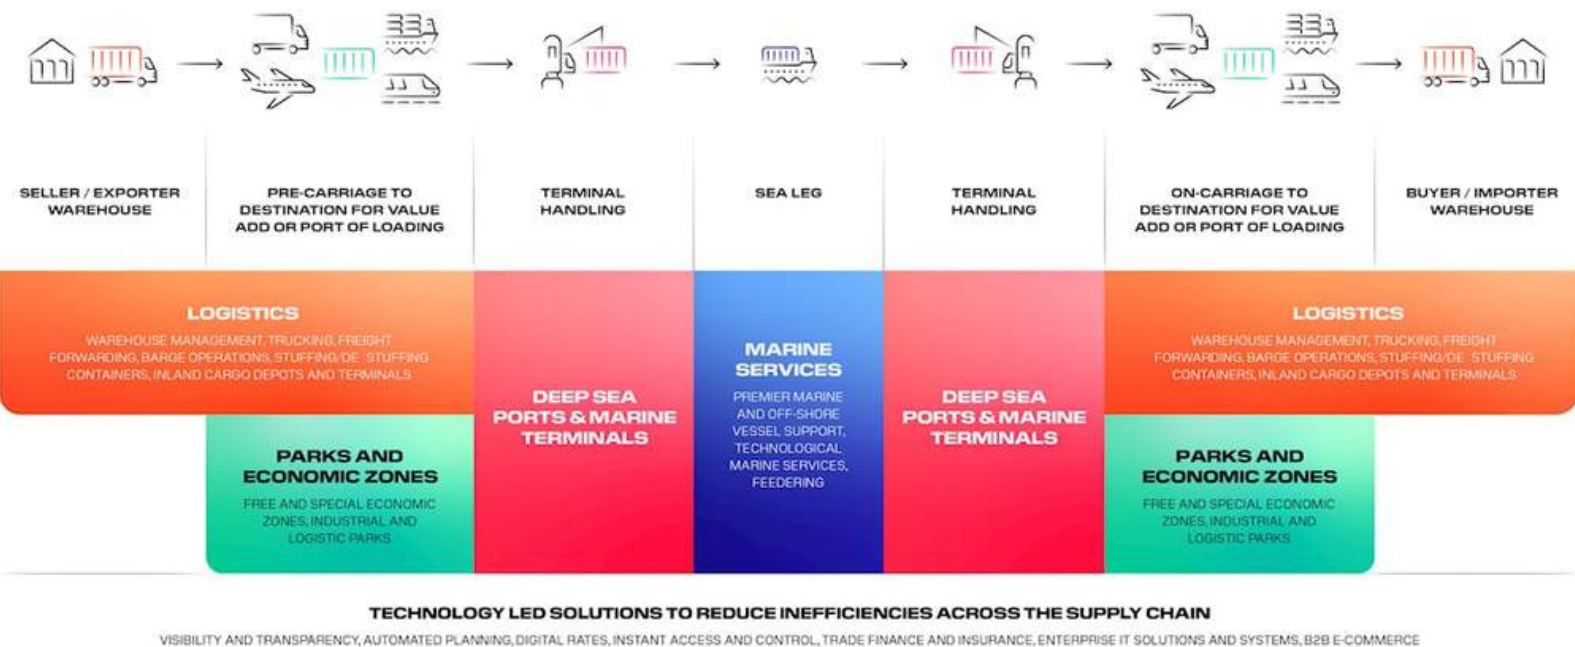 SELLER / EXPORTER
WAREHOUSE
PRE-CARRIAGE TO
DESTINATION FOR VALUE
ADD OR PORT OF LOADING
TERMINAL
HANDLING
SEA LEG
TERMINAL
HANDLING
ON-CARRIAGE TO
DESTINATION FOR VALUE
ADD OR PORT OF LOADING
BUYER / IMPORTER
WAREHOUSE
LOGISTICS
WAREHOUSE MANAGEMENT, TRUCKING, FREIGHT
FORWARDING, BARGE OPERATIONS, STUFFING/DE STUFFING
CONTAINERS, INLAND CARGO DEPOTS AND TERMINALS
PARKS AND
ECONOMIC ZONES
FREE AND SPECIAL ECONOMIC
ZONES, INDUSTRIAL AND
LOGISTIC PARKS
DEEP SEA
PORTS & MARINE
TERMINALS
MARINE
SERVICES
PREMIER MARINE
AND OFF-SHORE
VESSEL SUPPORT,
TECHNOLOGICAL
MARINE SERVICES,
FEEDERING
DEEP SEA
PORTS & MARINE
TERMINALS
LOGISTICS
WAREHOUSE MANAGEMENT, TRUCKING, FREIGHT
FORWARDING, BARGE OPERATIONS, STUFFING/DE STUFFING
CONTAINERS, INLAND CARGO DEPOTS AND TERMINALS
PARKS AND
ECONOMIC ZONES
FREE AND SPECIAL ECONOMIC
ZONES, INDUSTRIAL AND
LOGISTIC PARKS
TECHNOLOGY LED SOLUTIONS TO REDUCE INEFFICIENCIES ACROSS THE SUPPLY CHAIN
VISIBILITY AND TRANSPARENCY, AUTOMATED PLANNING, DIGITAL RATES, INSTANT ACCESS AND CONTROL, TRADE FINANCE AND INSURANCE, ENTERPRISE IT SOLUTIONS AND SYSTEMS, B2B E-COMMERCE